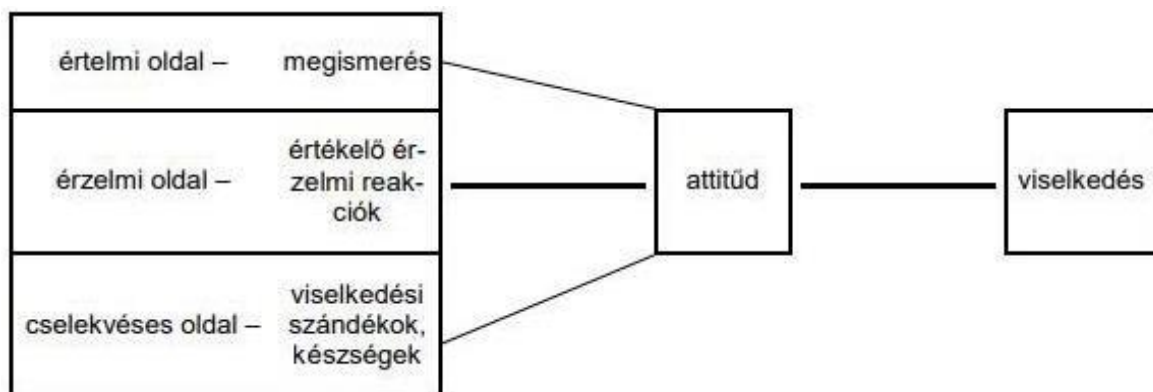 értelmi oldal – megismerés
érzelmi oldal –
értékelő ér-
zelmi reak-
ciók
attitűd
viselkedés
cselekvéses oldal –
viselkedési
szándékok,
készségek